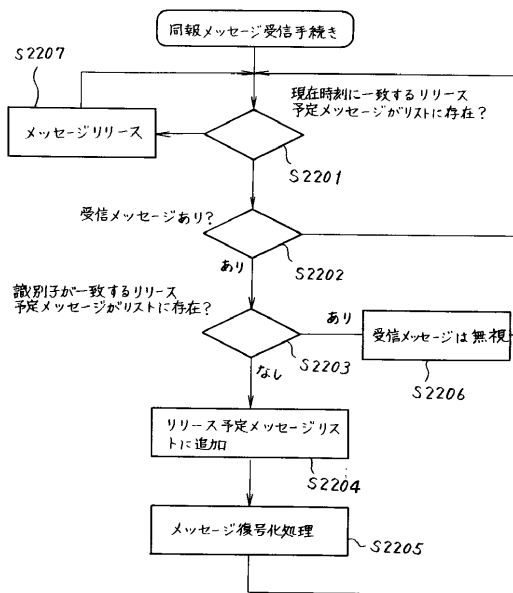 同報メッセージ受信手続き
S2207
現在時刻に一致するリリース
予定メッセージがリストに存在?
メッセージリリース
S2201
受信メッセージあり?
S2202
あり
識別子が一致するリリース
予定メッセージがリストに存在?
あり
受信メッセージは無視
S2203
なし
S2206
リリース予定メッセージリス
トに追加
S2204
メッセージ復号化処理
S2205